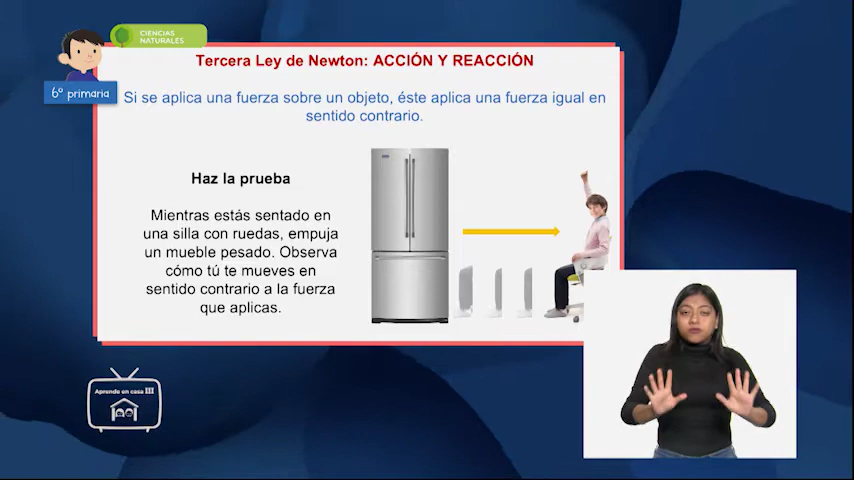 CIENCIAS
NATURALES
6° primaria
Tercera Ley de Newton: ACCIÓN Y REACCIÓN
Si se aplica una fuerza sobre un objeto, éste aplica una fuerza igual en
sentido contrario.
Haz la prueba
Mientras estás sentado en
una silla con ruedas, empuja
un mueble pesado. Observa
cómo tú te mueves en
sentido contrario a la fuerza
que aplicas.
Aprende en casa III